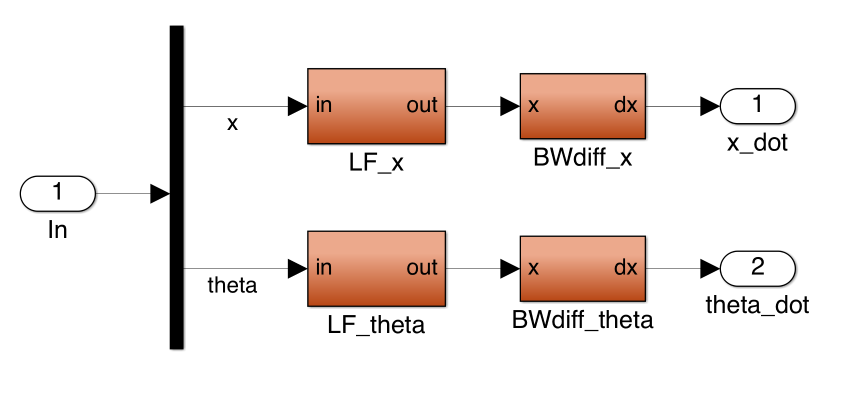 in out
x dx
1
x
LF_x
BWdiff_x
x_dot
1
In
in out
x dx
2
theta
LF_theta
BWdiff_theta
theta_dot